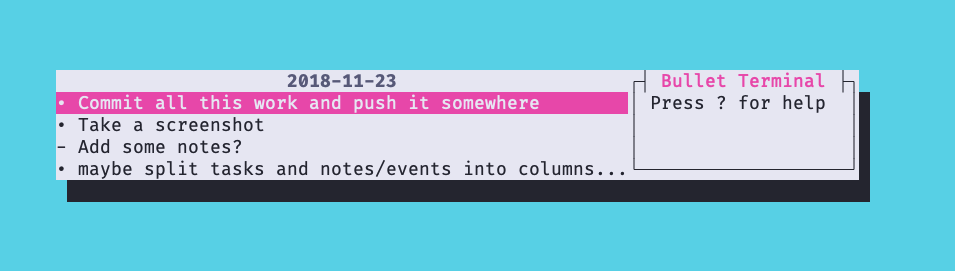 2018-11-23
• Commit all this work and push it somewhere
• Take a screenshot
- Add some notes?
• maybe split tasks and notes/events into columns...
Bullet Terminal
Press ? for help